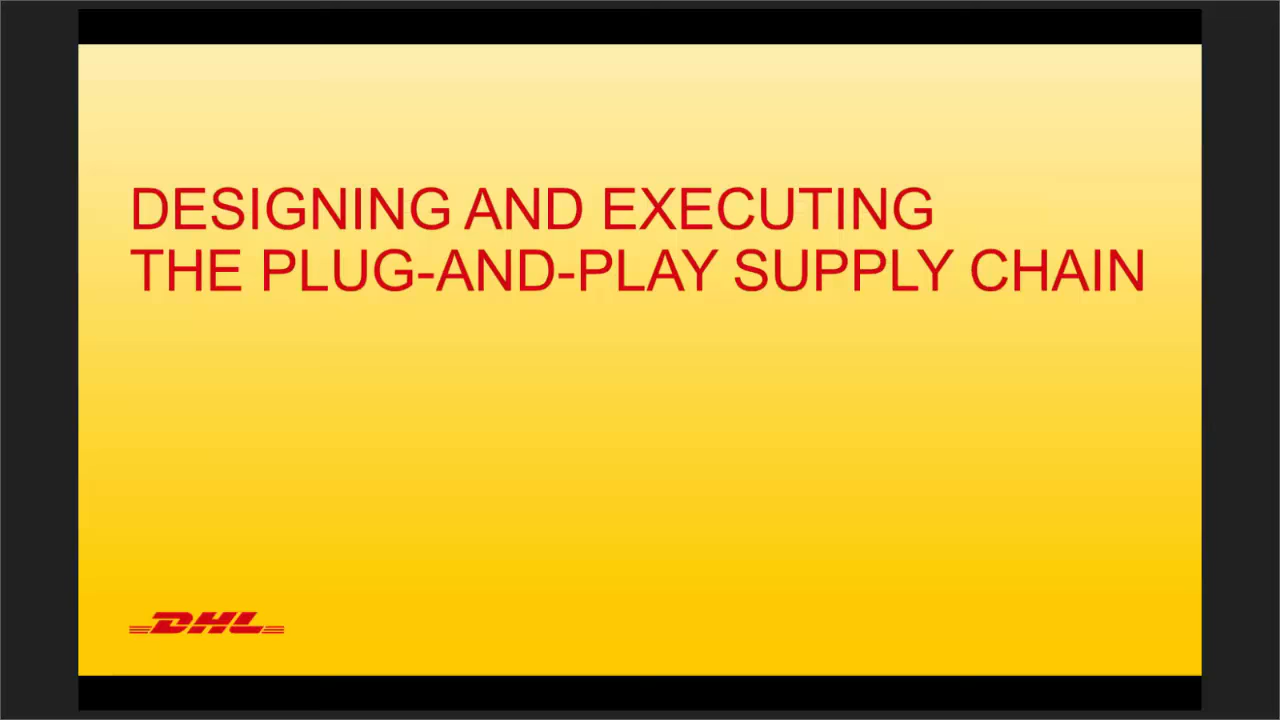 DESIGNING AND EXECUTING
THE PLUG-AND-PLAY SUPPLY CHAIN
DHL